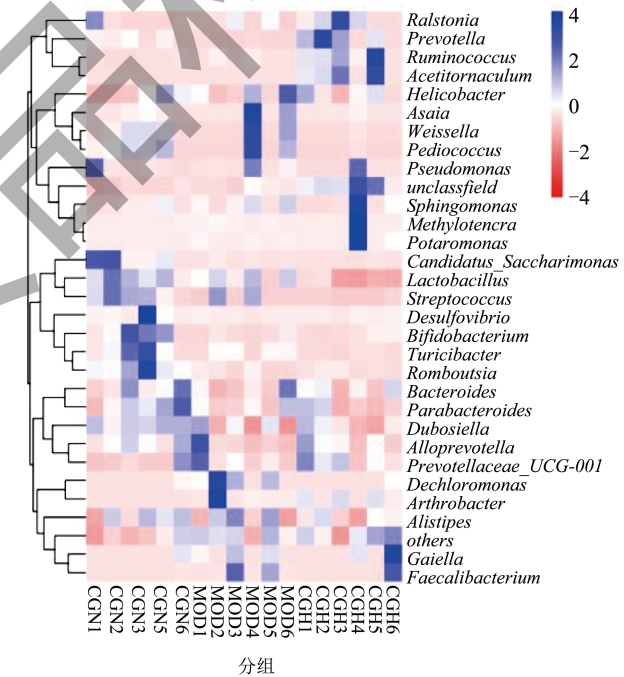 Ralstonia
Prevotella
Ruminococcus
Acetitornaculum
Helicobacter
Asaia
Weissella
Pediococcus
Pseudomonas
unclassfield
Sphingomonas
Methylotencra
Potaromonas
Candidatus_Saccharimonas
Lactobacillus
Streptococcus
Desulfovibrio
Bifidobacterium
Turicibacter
Romboutsia
Bacteroides
Parabacteroides
Dubosiella
Alloprevotella
Prevotellaceae_UCG-001
Dechloromonas
Arthrobacter
Alistipes
others
Gaiella
Faecalibacterium
4
2
0
−2
−4
CGN1 CGN2 CGN3 CGN5 CGN6 MOD1 MOD2 MOD3 MOD4 MOD5 MOD6 CGH1 CGH2 CGH3 CGH4 CGH5 CGH6
分组